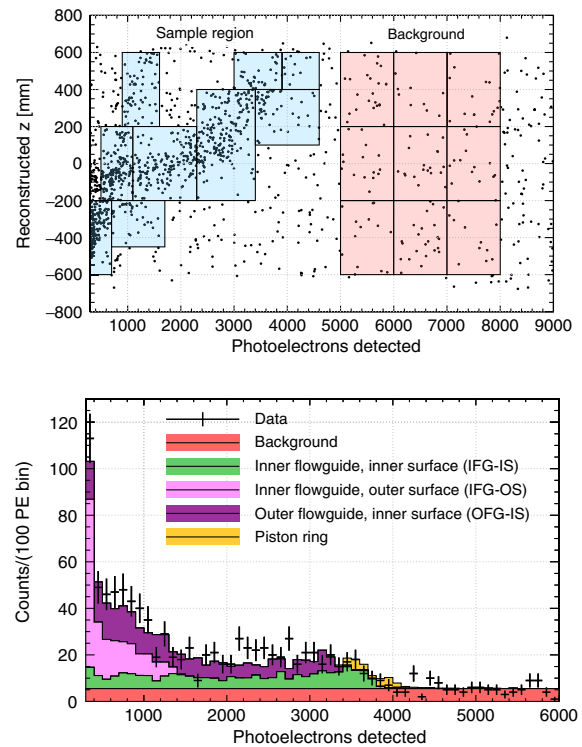 Sample region Background
800
600
400
200
0
−200
−400
−600
−800
Reconstructed z [mm]
1000 2000 3000 4000 5000 6000 7000 8000 9000
Photoelectrons detected
120
100
80
60
40
20
0
Counts/(100 PE bin)
Data
Background
Inner flowguide, inner surface (IFG-IS)
Inner flowguide, outer surface (IFG-OS)
Outer flowguide, inner surface (OFG-IS)
Piston ring
1000 2000 3000 4000 5000 6000
Photoelectrons detected